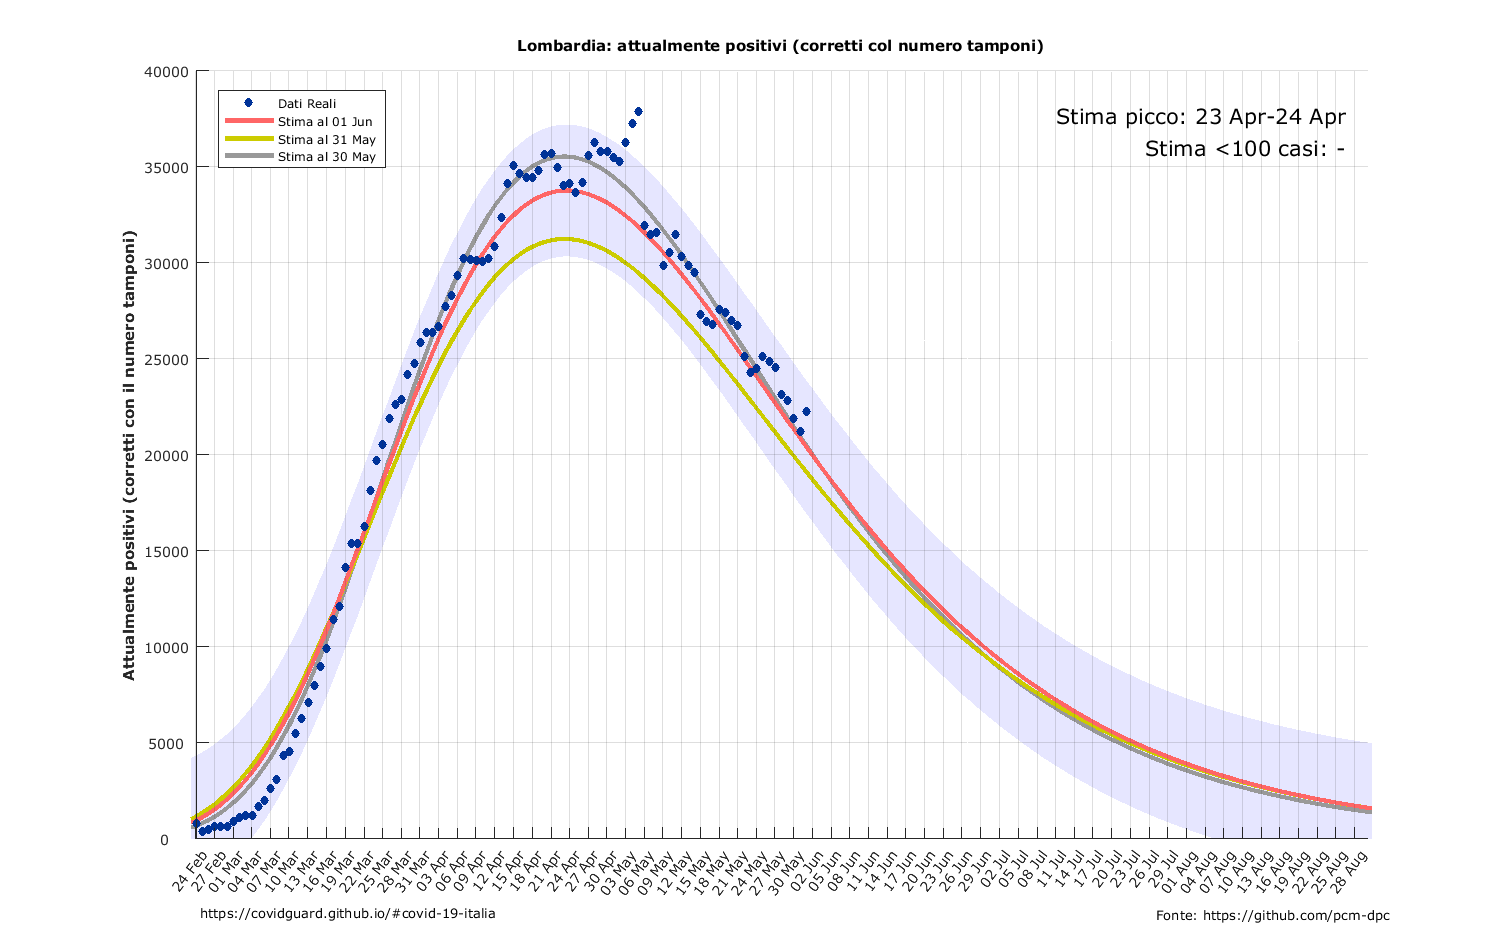 Lombardia: attualmente positivi (corretti col numero tamponi)
Attualmente positivi (corretti con il numero tamponi)
40000
35000
30000
25000
20000
15000
10000
5000
0
Dati Reali
Stima al 01 Jun
Stima al 31 May
Stima al 30 May
Stima picco: 23 Apr-24 Apr
Stima <100 casi: -
24 Feb
27 Feb
01 Mar
04 Mar
07 Mar
10 Mar
13 Mar
16 Mar
19 Mar
22 Mar
25 Mar
28 Mar
31 Mar
03 Apr
06 Apr
09 Apr
12 Apr
15 Apr
18 Apr
21 Apr
24 Apr
27 Apr
30 Apr
03 May
06 May
09 May
12 May
15 May
18 May
21 May
24 May
27 May
30 May
02 Jun
05 Jun
08 Jun
11 Jun
14 Jun
17 Jun
20 Jun
23 Jun
26 Jun
29 Jun
02 Jul
05 Jul
08 Jul
11 Jul
14 Jul
17 Jul
20 Jul
23 Jul
26 Jul
29 Jul
01 Aug
04 Aug
07 Aug
10 Aug
13 Aug
16 Aug
19 Aug
22 Aug
25 Aug
28 Aug
https://covidguard.github.io/#covid-19-italia
Fonte: https://github.com/pcm-dpc